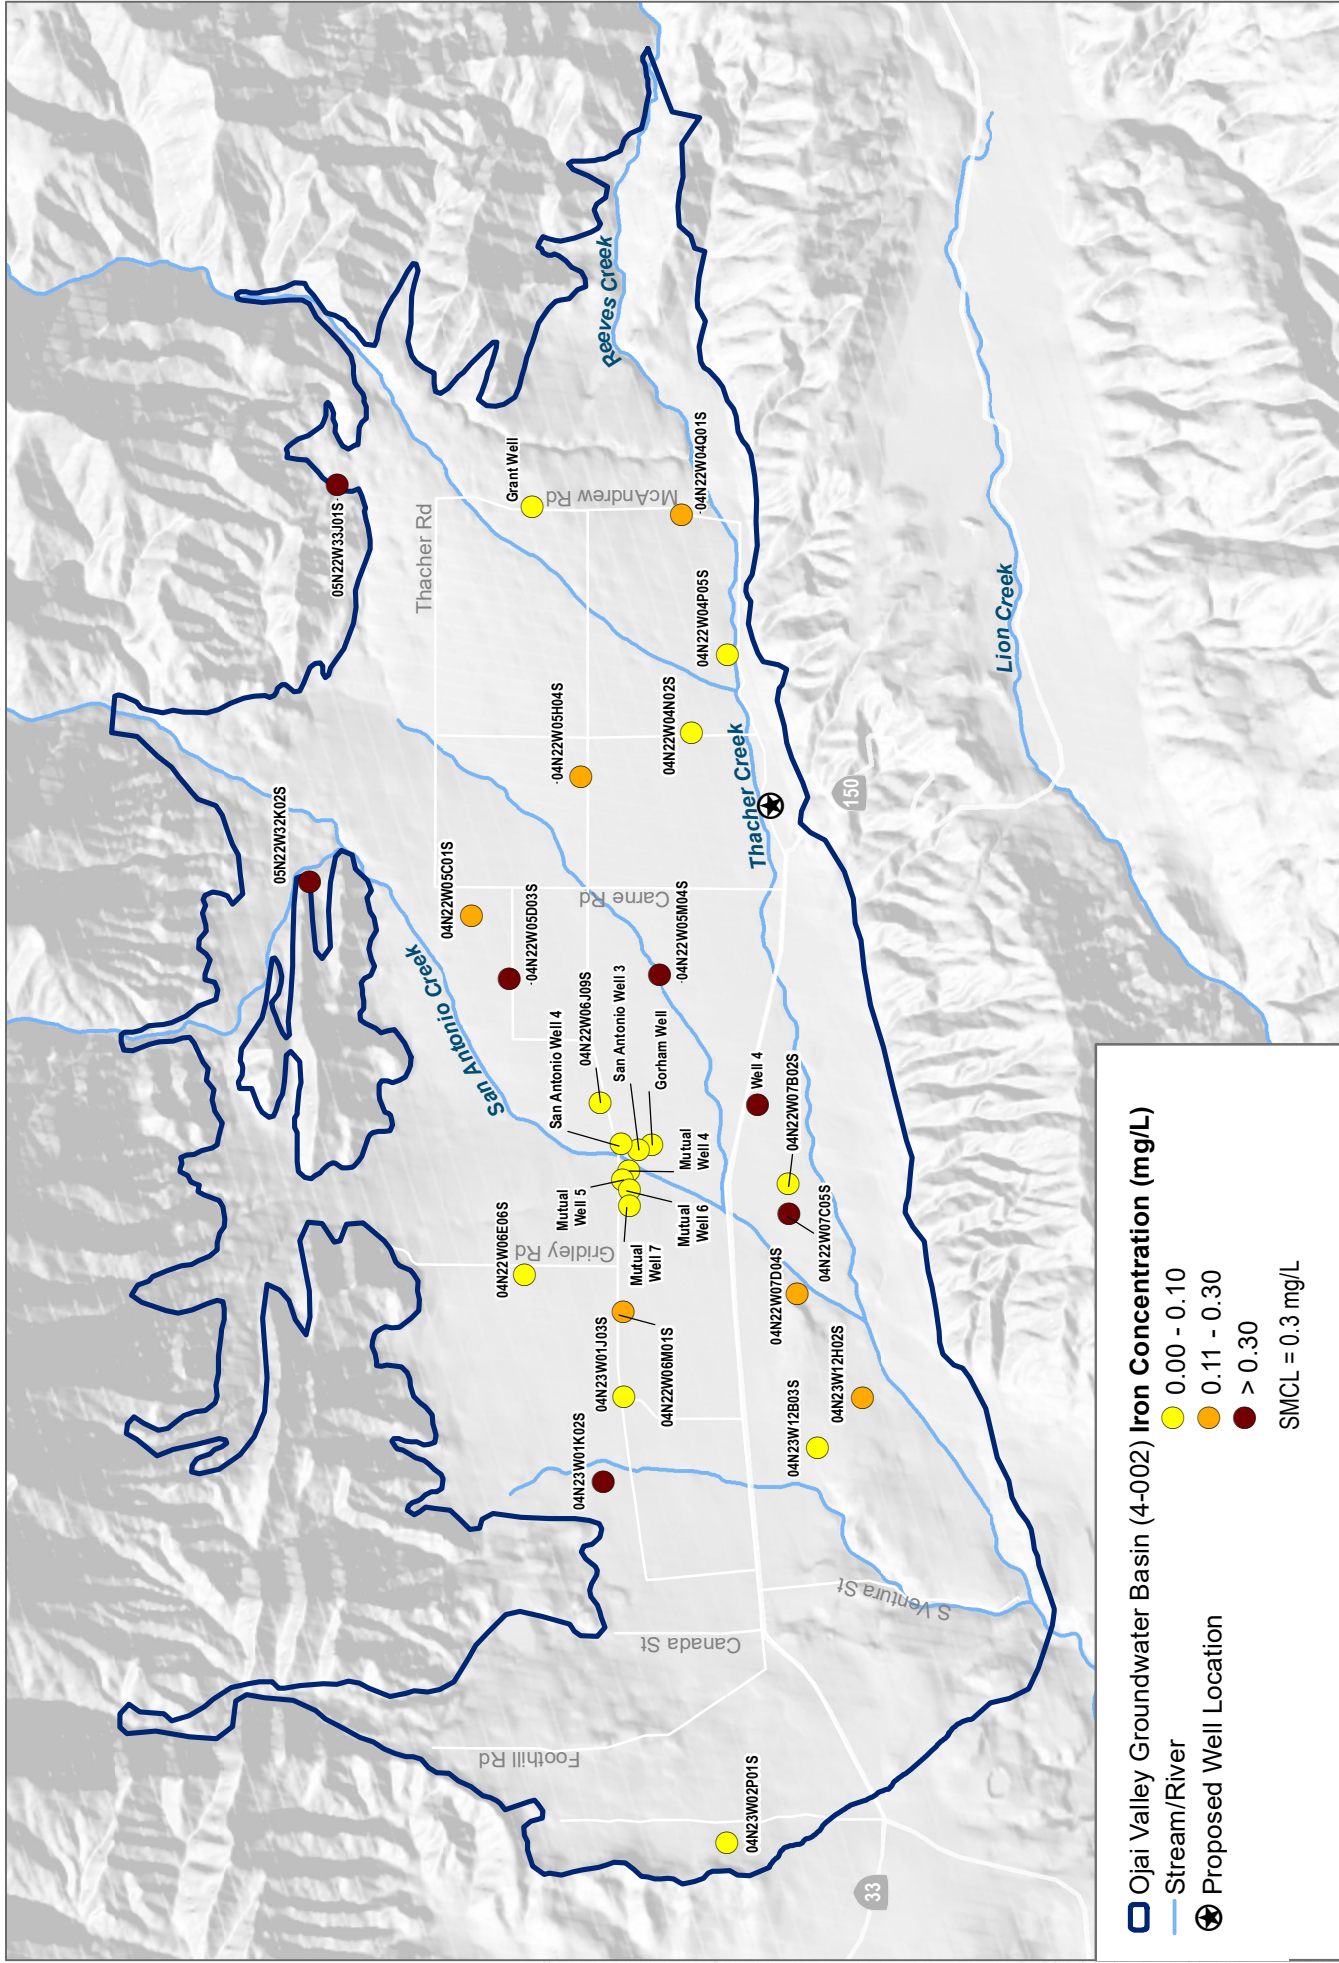 05N22W33J01S
05N22W32K02S
Thacher Rd
Grant Well
McAndrew Rd
Reeves Creek
04N22W04Q01S
04N22W04P05S
04N22W04N02S
04N22W05H04S
04N22W05C01S
04N22W05D03S
Carne Rd
04N22W05M04S
Thacher Creek
150
Lion Creek
San Antonio Creek
San Antonio Well 4
04N22W06J09S
San Antonio Well 3
Gorham Well
Mutual
Well 4
Mutual
Well 5
Mutual
Well 6
Mutual
Well 7
Well 4
04N22W07B02S
04N22W07C05S
04N22W07D04S
04N22W06E06S
Gridley Rd
04N22W06M01S
04N23W01J03S
04N23W01K02S
04N23W12B03S
04N23W12H02S
S Ventura St
Canada St
Foothill Rd
04N23W02P01S
33
Ojai Valley Groundwater Basin (4-002)
Stream/River
Proposed Well Location
Iron Concentration (mg/L)
0.00 - 0.10
0.11 - 0.30
> 0.30
SMCL = 0.3 mg/L